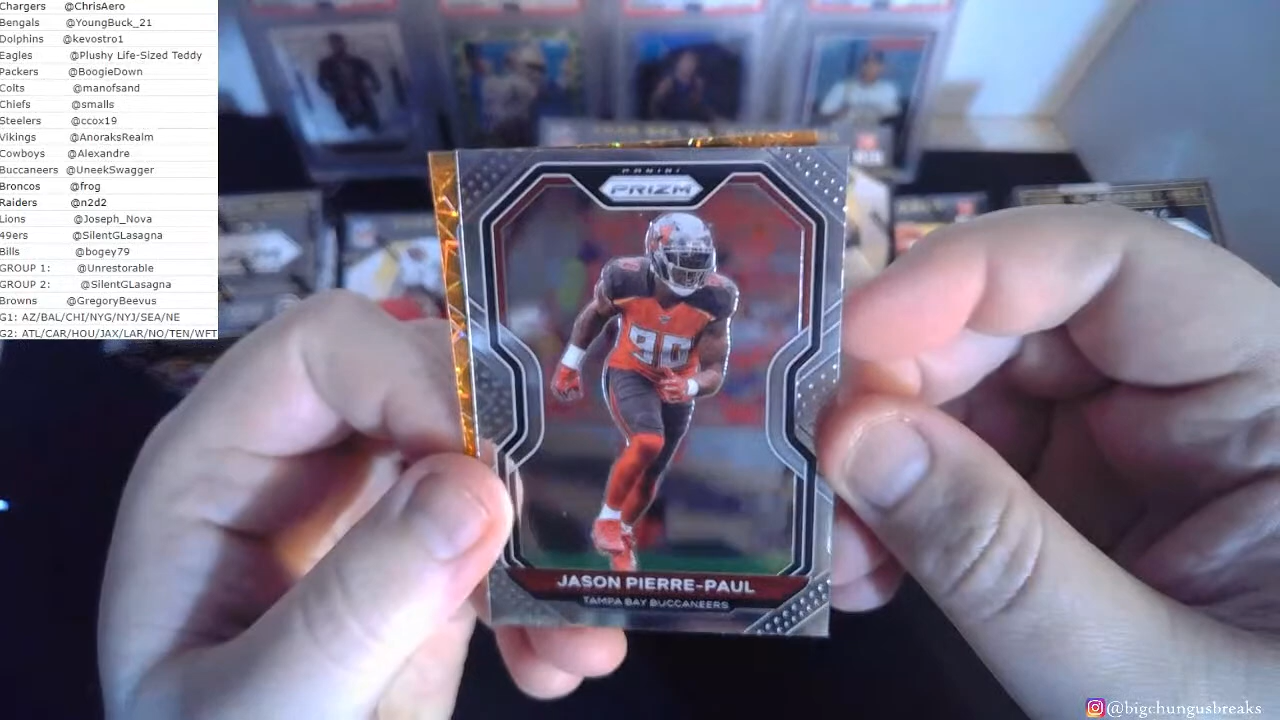 Chargers @ChrisAero
Bengals @YoungBuck_21
Dolphins @kevostro1
Eagles @Plushy Life-Sized Teddy
Packers @BoogieDown
Colts @manofsand
Chiefs @smalls
Steelers @ccox19
Vikings @AnoraksRealm
Cowboys @Alexandre
Buccaneers @UneekSwagger
Broncos @frog
Raiders @n2d2
Lions @Joseph_Nova
49ers @SilentGLasagna
Bills @bogey79
GROUP 1: @Unrestorable
GROUP 2: @SilentGLasagna
Browns @GregoryBeevus
G1: AZ/BAL/CHI/NYG/NYJ/SEA/NE
G2: ATL/CAR/HOU/JAX/LAR/NO/TEN/WFT
PANINI
PRIZM
90
JASON PIERRE-PAUL
TAMPA BAY BUCCANEERS
@bigchungusbreaks